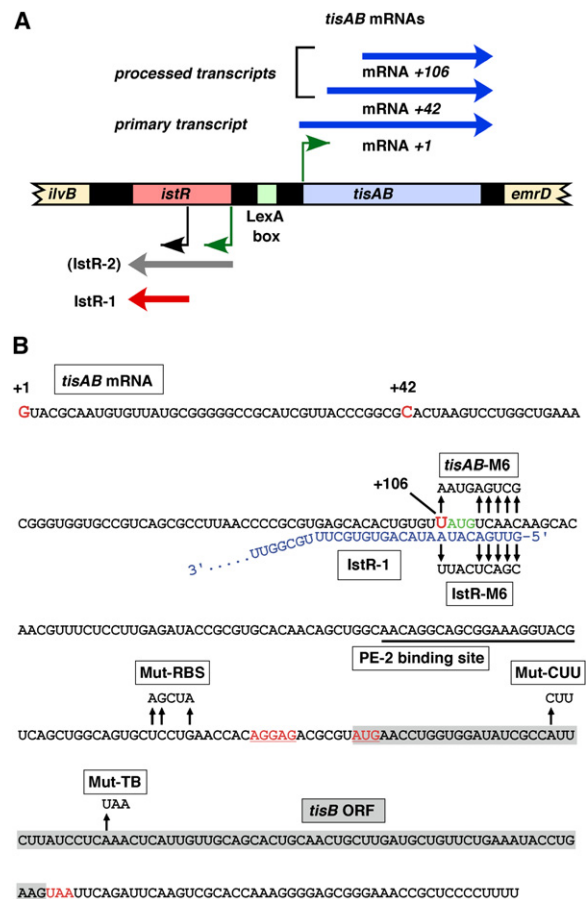 A
tisAB mRNAs
processed transcripts
mRNA +106
mRNA +42
primary transcript
mRNA +1
ilvB
istR
tisAB
emrD
LexA
box
(IstR-2)
IstR-1
B
+1
tisAB mRNA
+42
GUACGCAAUGUGUUAUGCGGGGGCCGCAUCGUUACCCGGCGCACUAAGUCCUGGCUGAAA
tisAB-M6
+106
AAUGAGUCG
CGGGUGGUGCCGUCAGCGCCUUAACCCCGCGUGAGCACACUGUGUUAUGUCAACAAGCAC
3'.....UUGGCGUUUCGUGUGACAUAAUACAGUUG-5'
IstR-1
UUACUCAGC
IstR-M6
AACGUUUCUCCUUGAGAUACCGCGUGCACAACAGCUGGCAACAGGCAGCGGAAAGGUACG
PE-2 binding site
Mut-RBS
Mut-CUU
AGCUA
CUU
UCAGCUGGCAGUGCUCCUGAACCACAGGAGACGCGUAUGAACCUGGUGGAUAUCGCCAUU
Mut-TB
UAA
tisB ORF
CUUAUCCUCAAACUCAUUGUUGCAGCACUGCAACUGCUUGAUGCUGUUCUGAAAUACCUG
AAGUAAUUCAGAUUCAAGUCGCACCAAAGGGGAGCGGGAAACCGCUCCCCUUUU